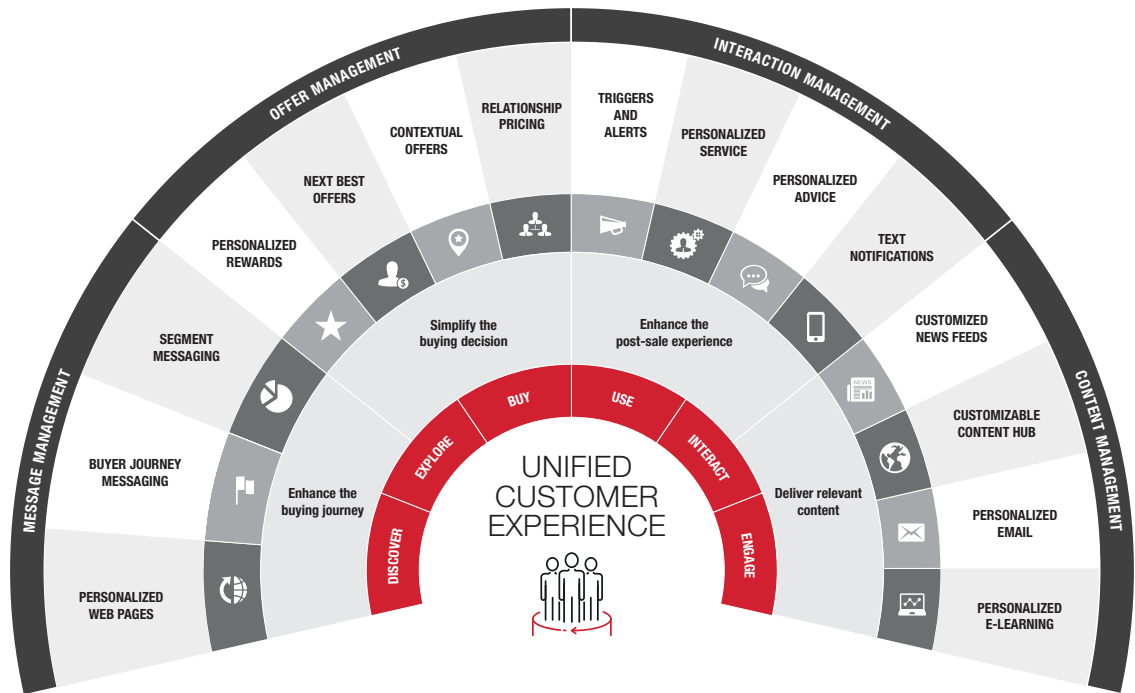 MESSAGE MANAGEMENT
OFFER MANAGEMENT
INTERACTION MANAGEMENT
CONTENT MANAGEMENT
PERSONALIZED
WEB PAGES
BUYER JOURNEY
MESSAGING
SEGMENT
MESSAGING
PERSONALIZED
REWARDS
NEXT BEST
OFFERS
CONTEXTUAL
OFFERS
RELATIONSHIP
PRICING
TRIGGERS
AND
ALERTS
PERSONALIZED
SERVICE
PERSONALIZED
ADVICE
TEXT
NOTIFICATIONS
CUSTOMIZED
NEWS FEEDS
CUSTOMIZABLE
CONTENT HUB
PERSONALIZED
EMAIL
PERSONALIZED
E-LEARNING
$
NEWS
Enhance the
buying journey
Simplify the
buying decision
Enhance the
post-sale experience
Deliver relevant
content
DISCOVER
EXPLORE
BUY
USE
INTERACT
ENGAGE
UNIFIED
CUSTOMER
EXPERIENCE